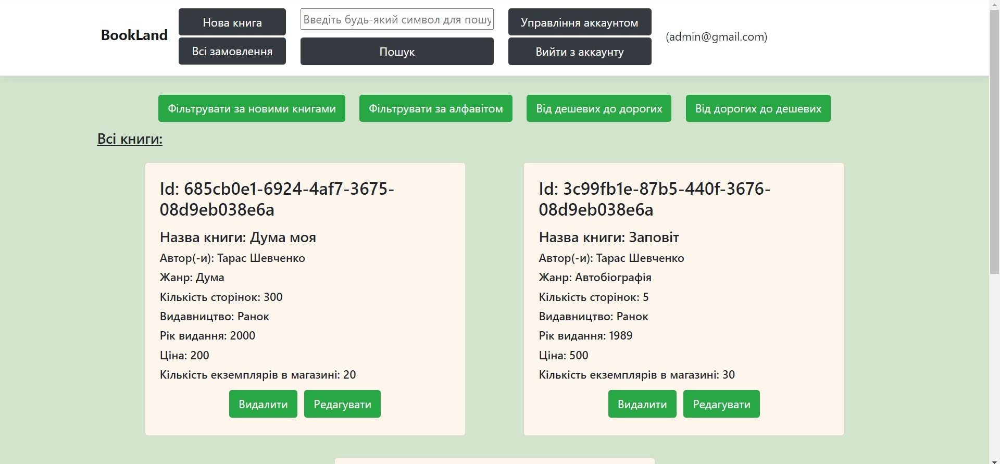 BookLand
Нова книга
Всі замовлення
Введіть будь-який символ для пошу
Пошук
Управління аккаунтом
Вийти з аккаунту
(admin@gmail.com)
Фільтрувати за новими книгами
Фільтрувати за алфавітом
Від дешевих до дорогих
Від дорогих до дешевих
Всі книги:
Id: 685cb0e1-6924-4af7-3675-
08d9eb038e6a
Назва книги: Дума моя
Автор(-и): Тарас Шевченко
Жанр: Дума
Кількість сторінок: 300
Видавництво: Ранок
Рік видання: 2000
Ціна: 200
Кількість екземплярів в магазині: 20
Видалити
Редагувати
Id: 3c99fb1e-87b5-440f-3676-
08d9eb038e6a
Назва книги: Заповіт
Автор(-и): Тарас Шевченко
Жанр: Автобіографія
Кількість сторінок: 5
Видавництво: Ранок
Рік видання: 1989
Ціна: 500
Кількість екземплярів в магазині: 30
Видалити
Редагувати